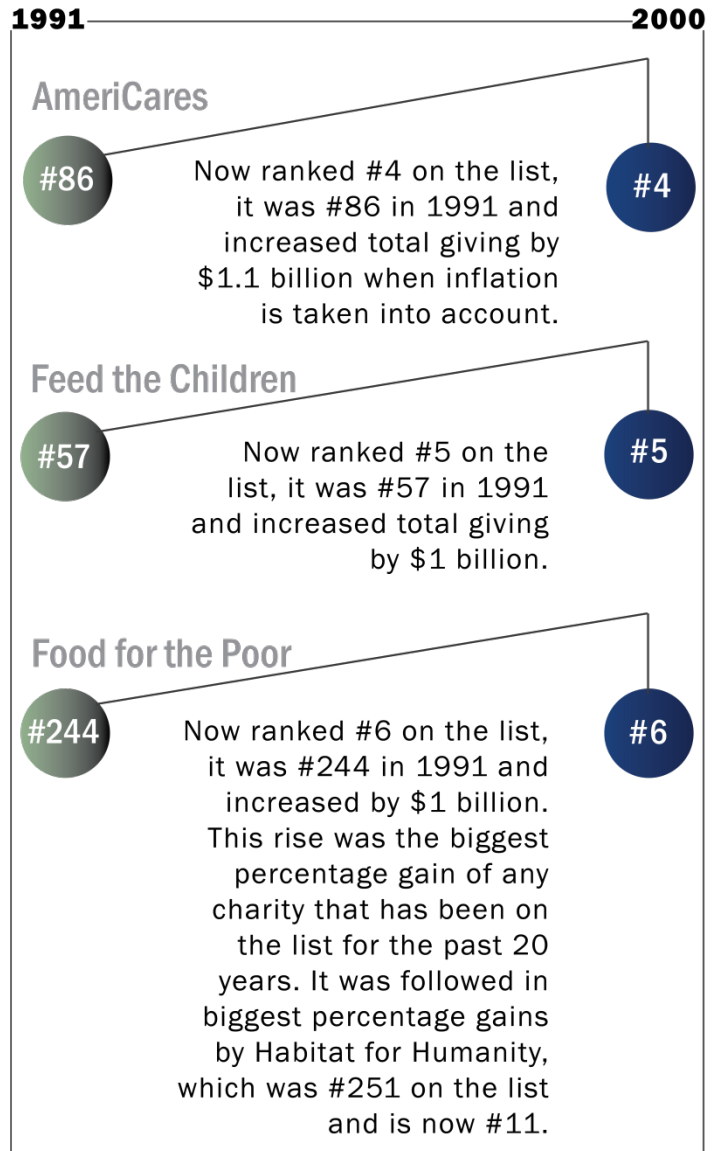 1991 2000
AmeriCares
#86
Now ranked #4 on the list,
it was #86 in 1991 and
increased total giving by
$1.1 billion when inflation
is taken into account.
#4
Feed the Children
#57
Now ranked #5 on the
list, it was #57 in 1991
and increased total giving
by $1 billion.
#5
Food for the Poor
#244
Now ranked #6 on the list,
it was #244 in 1991 and
increased by $1 billion.
This rise was the biggest
percentage gain of any
charity that has been on
the list for the past 20
years. It was followed in
biggest percentage gains
by Habitat for Humanity,
which was #251 on the list
and is now #11.
#6